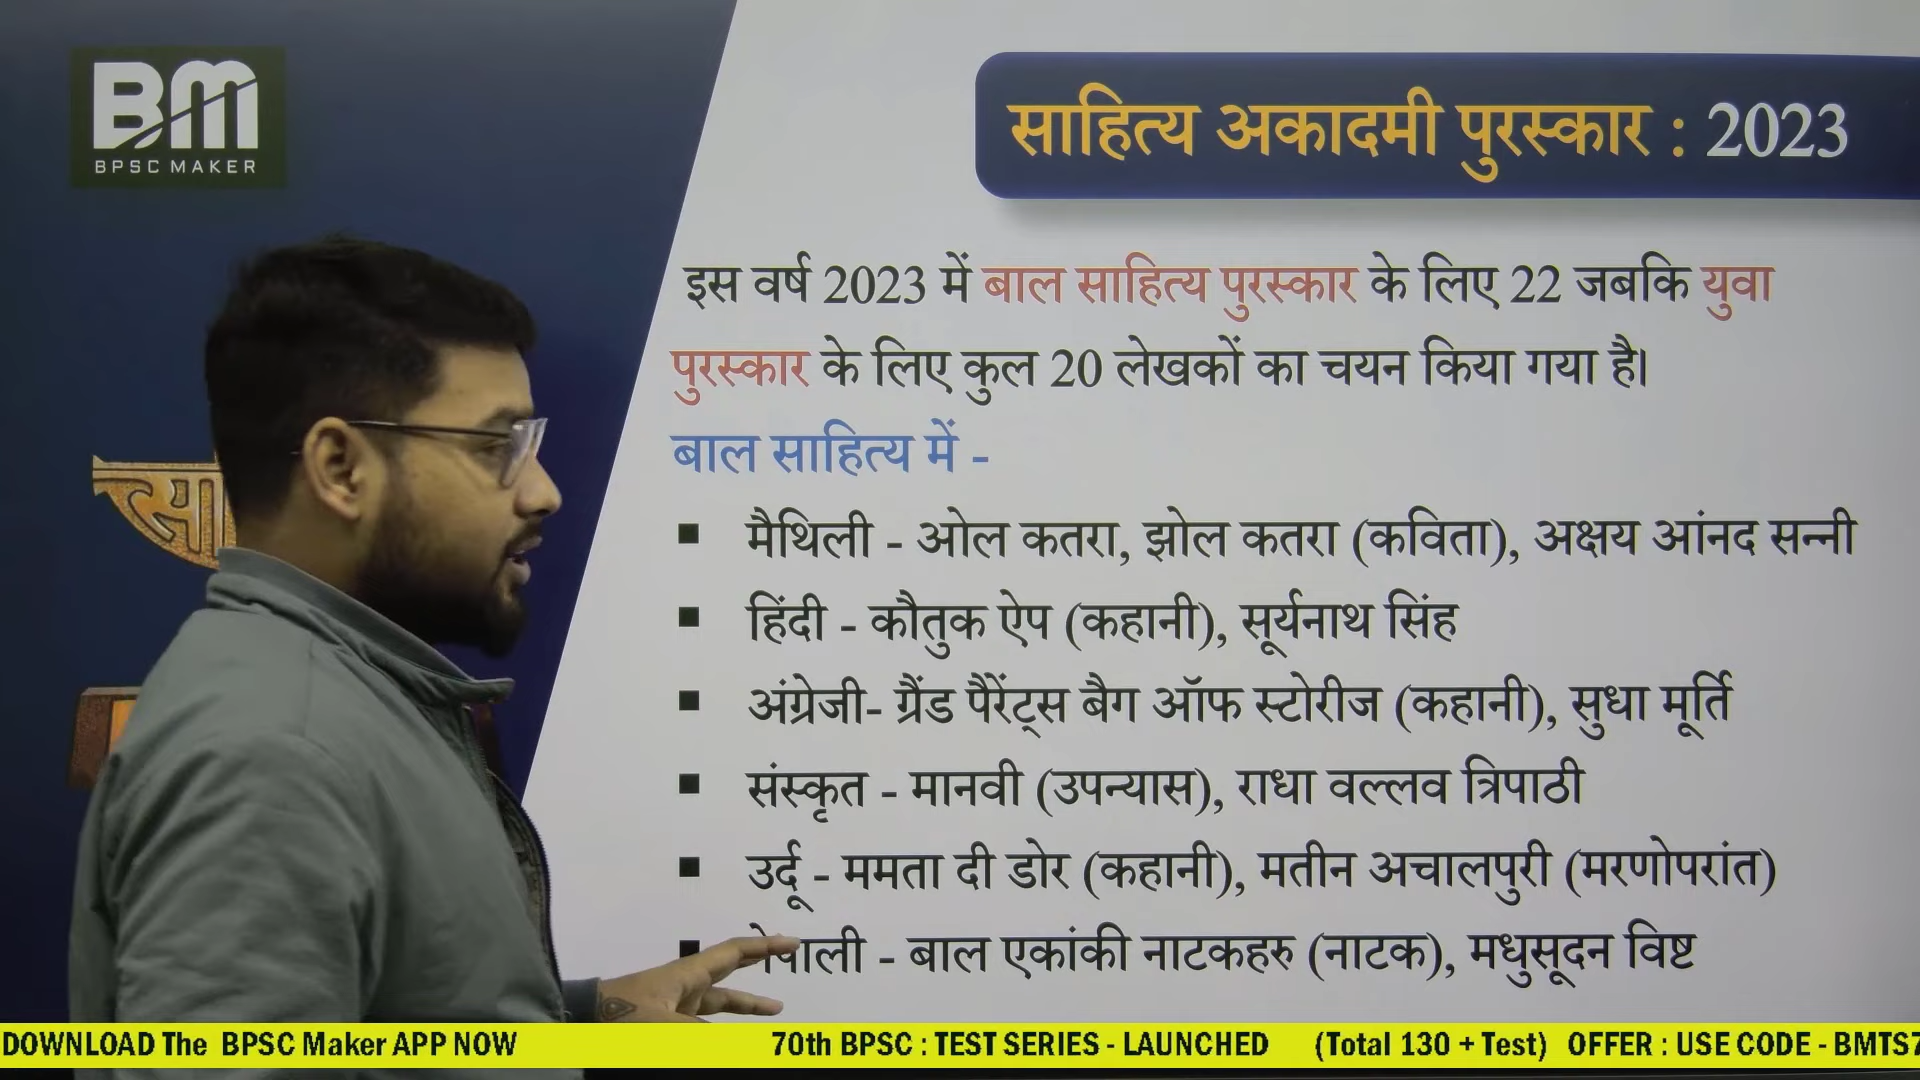 BM
BPSC MAKER
साहित्य अकादमी पुरस्कार : 2023
इस वर्ष 2023 में बाल साहित्य पुरस्कार के लिए 22 जबकि युवा
पुरस्कार के लिए कुल 20 लेखकों का चयन किया गया है।
बाल साहित्य में -
▪ मैथिली - ओल कतरा, झोल कतरा (कविता), अक्षय आंनद सन्नी
▪ हिंदी - कौतुक ऐप (कहानी), सूर्यनाथ सिंह
▪ अंग्रेजी- ग्रैंड पैरेंट्स बैग ऑफ स्टोरीज (कहानी), सुधा मूर्ति
▪ संस्कृत - मानवी (उपन्यास), राधा वल्लव त्रिपाठी
▪ उर्दू - ममता दी डोर (कहानी), मतीन अचालपुरी (मरणोपरांत)
▪ नेपाली - बाल एकांकी नाटकहरु (नाटक), मधुसूदन विष्ट
सा
DOWNLOAD The BPSC Maker APP NOW 70th BPSC : TEST SERIES - LAUNCHED (Total 130 + Test) OFFER : USE CODE - BMTS7